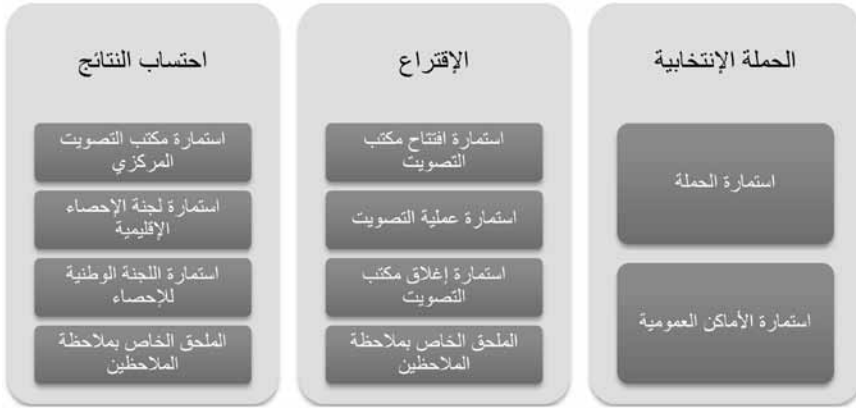 الحملة الإنتخابية
استمارة الحملة
استمارة الأماكن العمومية
الإقتراع
استمارة افتتاح مكتب
التصويت
استمارة عملية التصويت
استمارة إغلاق مكتب
التصويت
الملحق الخاص بملاحظة
الملاحظين
احتساب النتائج
استمارة مكتب التصويت
المركزي
استمارة لجنة الإحصاء
الإقليمية
استمارة اللجنة الوطنية
للإحصاء
الملحق الخاص بملاحظة
الملاحظين